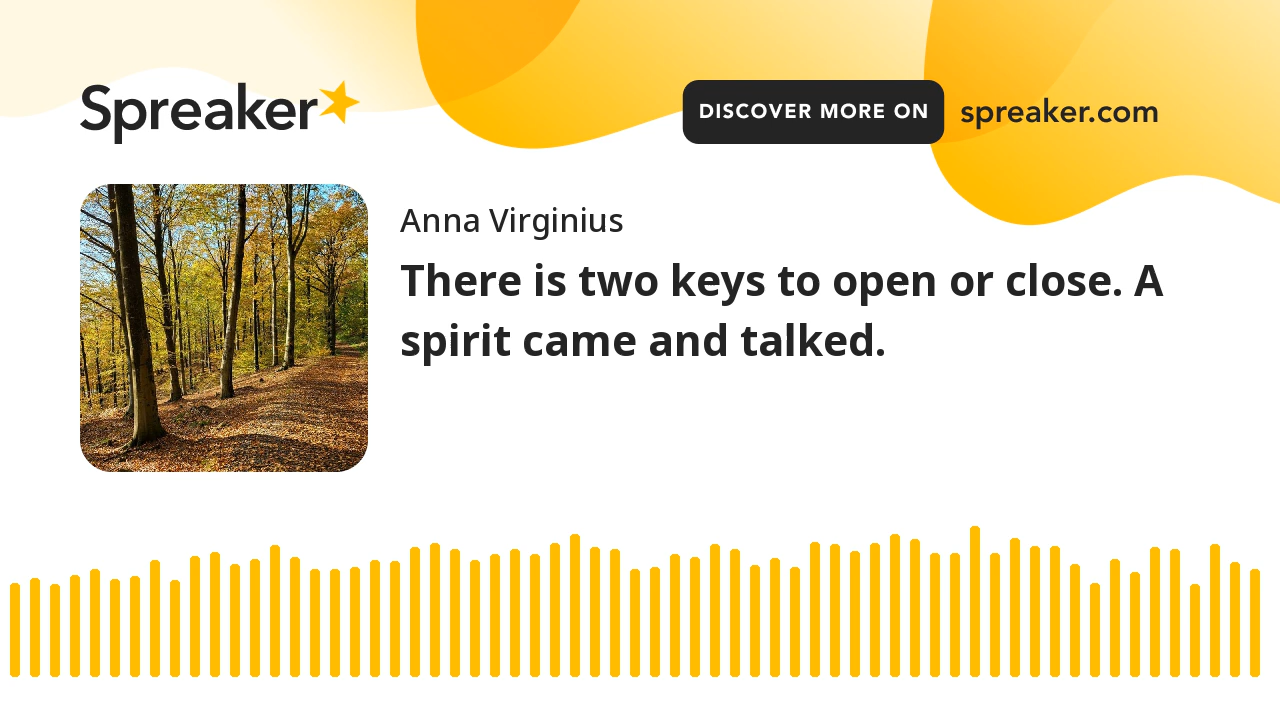 Spreaker
DISCOVER MORE ON
spreaker.com
Anna Virginius
There is two keys to open or close. A
spirit came and talked.